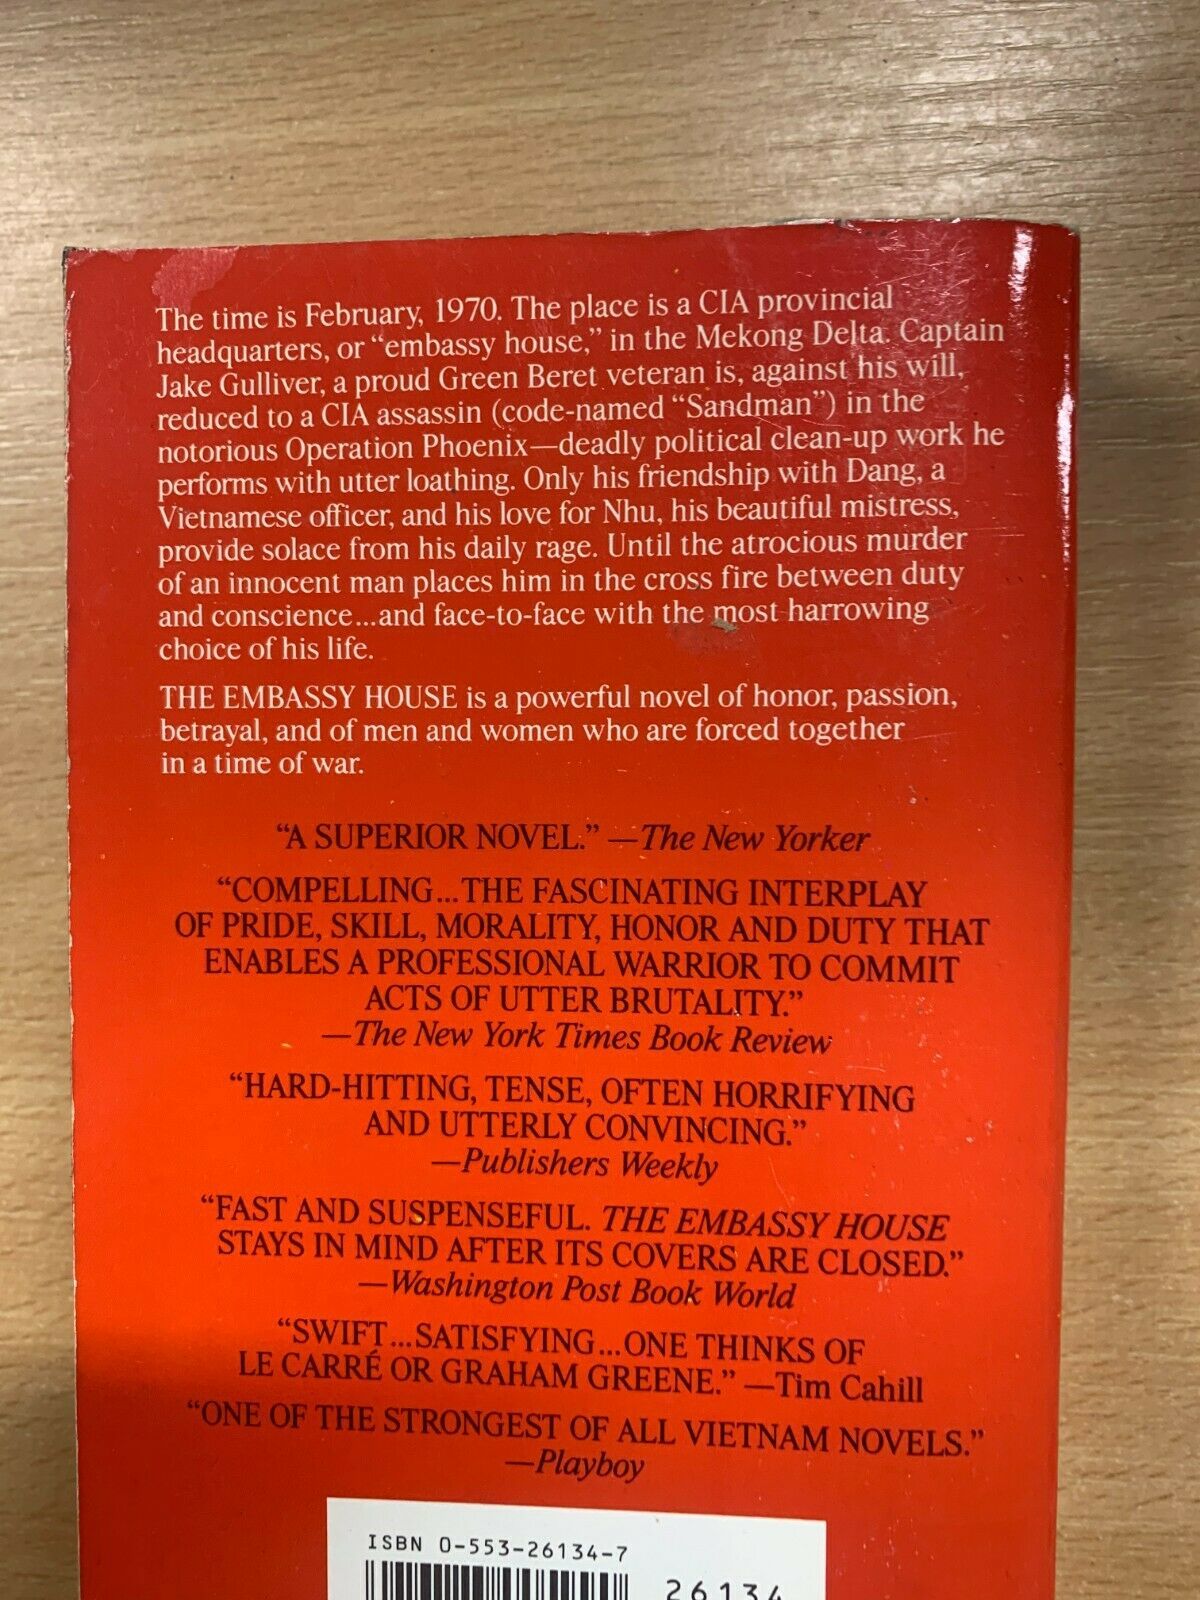 The time is February, 1970. The place is a CIA provincial
headquarters, or “embassy house,” in the Mekong Delta. Captain
Jake Gulliver, a proud Green Beret veteran is, against his will,
reduced to a CIA assassin (code-named “Sandman”) in the
notorious Operation Phoenix—deadly political clean-up work he
performs with utter loathing. Only his friendship with Dang, a
Vietnamese officer, and his love for Nhu, his beautiful mistress,
provide solace from his daily rage. Until the atrocious murder
of an innocent man places him in the cross fire between duty
and conscience...and face-to-face with the most harrowing
choice of his life.
THE EMBASSY HOUSE is a powerful novel of honor, passion,
betrayal, and of men and women who are forced together
in a time of war.
“A SUPERIOR NOVEL.” —The New Yorker
“COMPELLING...THE FASCINATING INTERPLAY
OF PRIDE, SKILL, MORALITY, HONOR AND DUTY THAT
ENABLES A PROFESSIONAL WARRIOR TO COMMIT
ACTS OF UTTER BRUTALITY.”
—The New York Times Book Review
“HARD-HITTING, TENSE, OFTEN HORRIFYING
AND UTTERLY CONVINCING.”
—Publishers Weekly
“FAST AND SUSPENSEFUL. THE EMBASSY HOUSE
STAYS IN MIND AFTER ITS COVERS ARE CLOSED.”
—Washington Post Book World
“SWIFT...SATISFYING...ONE THINKS OF
LE CARRÉ OR GRAHAM GREENE.” —Tim Cahill
“ONE OF THE STRONGEST OF ALL VIETNAM NOVELS.”
—Playboy
ISBN 0-553-26134-7
26134